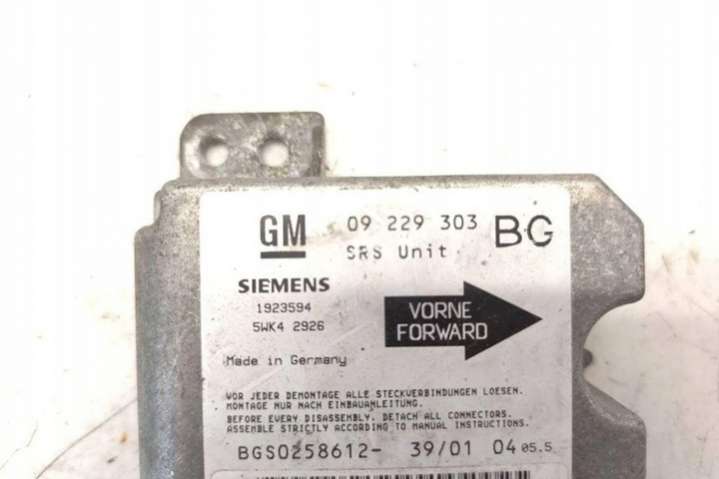 GM 09 229 303 BG
SRS Unit
SIEMENS
1923594
5WK4 2926
VORNE
FORWARD
Made in Germany
VOR JEDER DEMONTAGE ALLE STECKVERBINDUNGEN LOESEN.
MONTAGE NUR NACH EINBAUANLEITUNG.
BEFORE EVERY DISASSEMBLY. DETACH ALL CONNECTORS.
ASSEMBLE STRICTLY ACCORDING TO MANUAL INSTRUCTIONS.
BGS0258612- 39/01 04 05.5